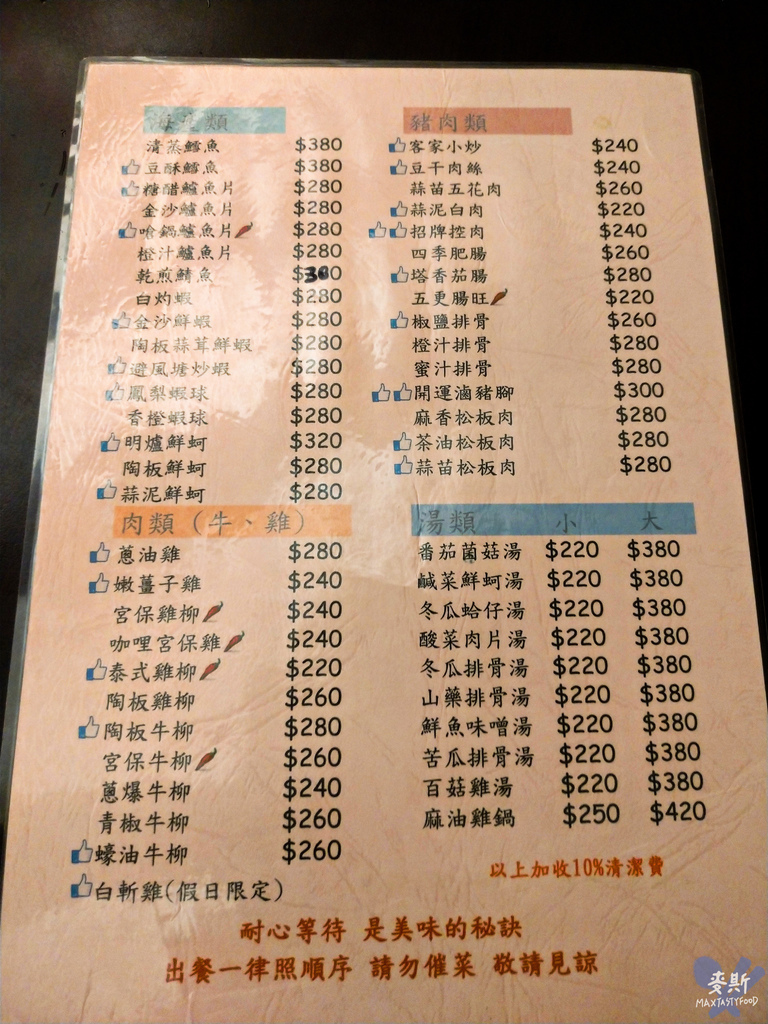 海鮮類
清蒸鱈魚 $380
豆酥鱈魚 $380
糖醋鱸魚片 $280
金沙鱸魚片 $280
嗆鍋鱸魚片 $280
橙汁鱸魚片 $280
乾煎鯖魚 $300
白灼蝦 $280
金沙鮮蝦 $280
陶板蒜茸鮮蝦 $280
避風塘炒蝦 $280
鳳梨蝦球 $280
香橙蝦球 $280
明爐鮮蚵 $320
陶板鮮蚵 $280
蒜泥鮮蚵 $280
肉類（牛、雞）
蔥油雞 $280
嫩薑子雞 $240
宮保雞柳 $240
咖哩宮保雞 $240
泰式雞柳 $220
陶板雞柳 $260
陶板牛柳 $280
宮保牛柳 $260
蔥爆牛柳 $240
青椒牛柳 $260
蠔油牛柳 $260
白斬雞(假日限定)
豬肉類
客家小炒 $240
豆干肉絲 $240
蒜苗五花肉 $260
蒜泥白肉 $220
招牌控肉 $240
四季肥腸 $260
塔香茄腸 $280
五更腸旺 $220
椒鹽排骨 $260
橙汁排骨 $280
蜜汁排骨 $280
開運滷豬腳 $300
麻香松板肉 $280
茶油松板肉 $280
蒜苗松板肉 $280
湯類 小 大
番茄菌菇湯 $220 $380
鹹菜鮮蚵湯 $220 $380
冬瓜蛤仔湯 $220 $380
酸菜肉片湯 $220 $380
冬瓜排骨湯 $220 $380
山藥排骨湯 $220 $380
鮮魚味噌湯 $220 $380
苦瓜排骨湯 $220 $380
百菇雞湯 $220 $380
麻油雞鍋 $250 $420
以上加收10%清潔費
耐心等待 是美味的秘訣
出餐一律照順序 請勿催菜 敬請見諒
麥斯
MAXTASTYFOOD